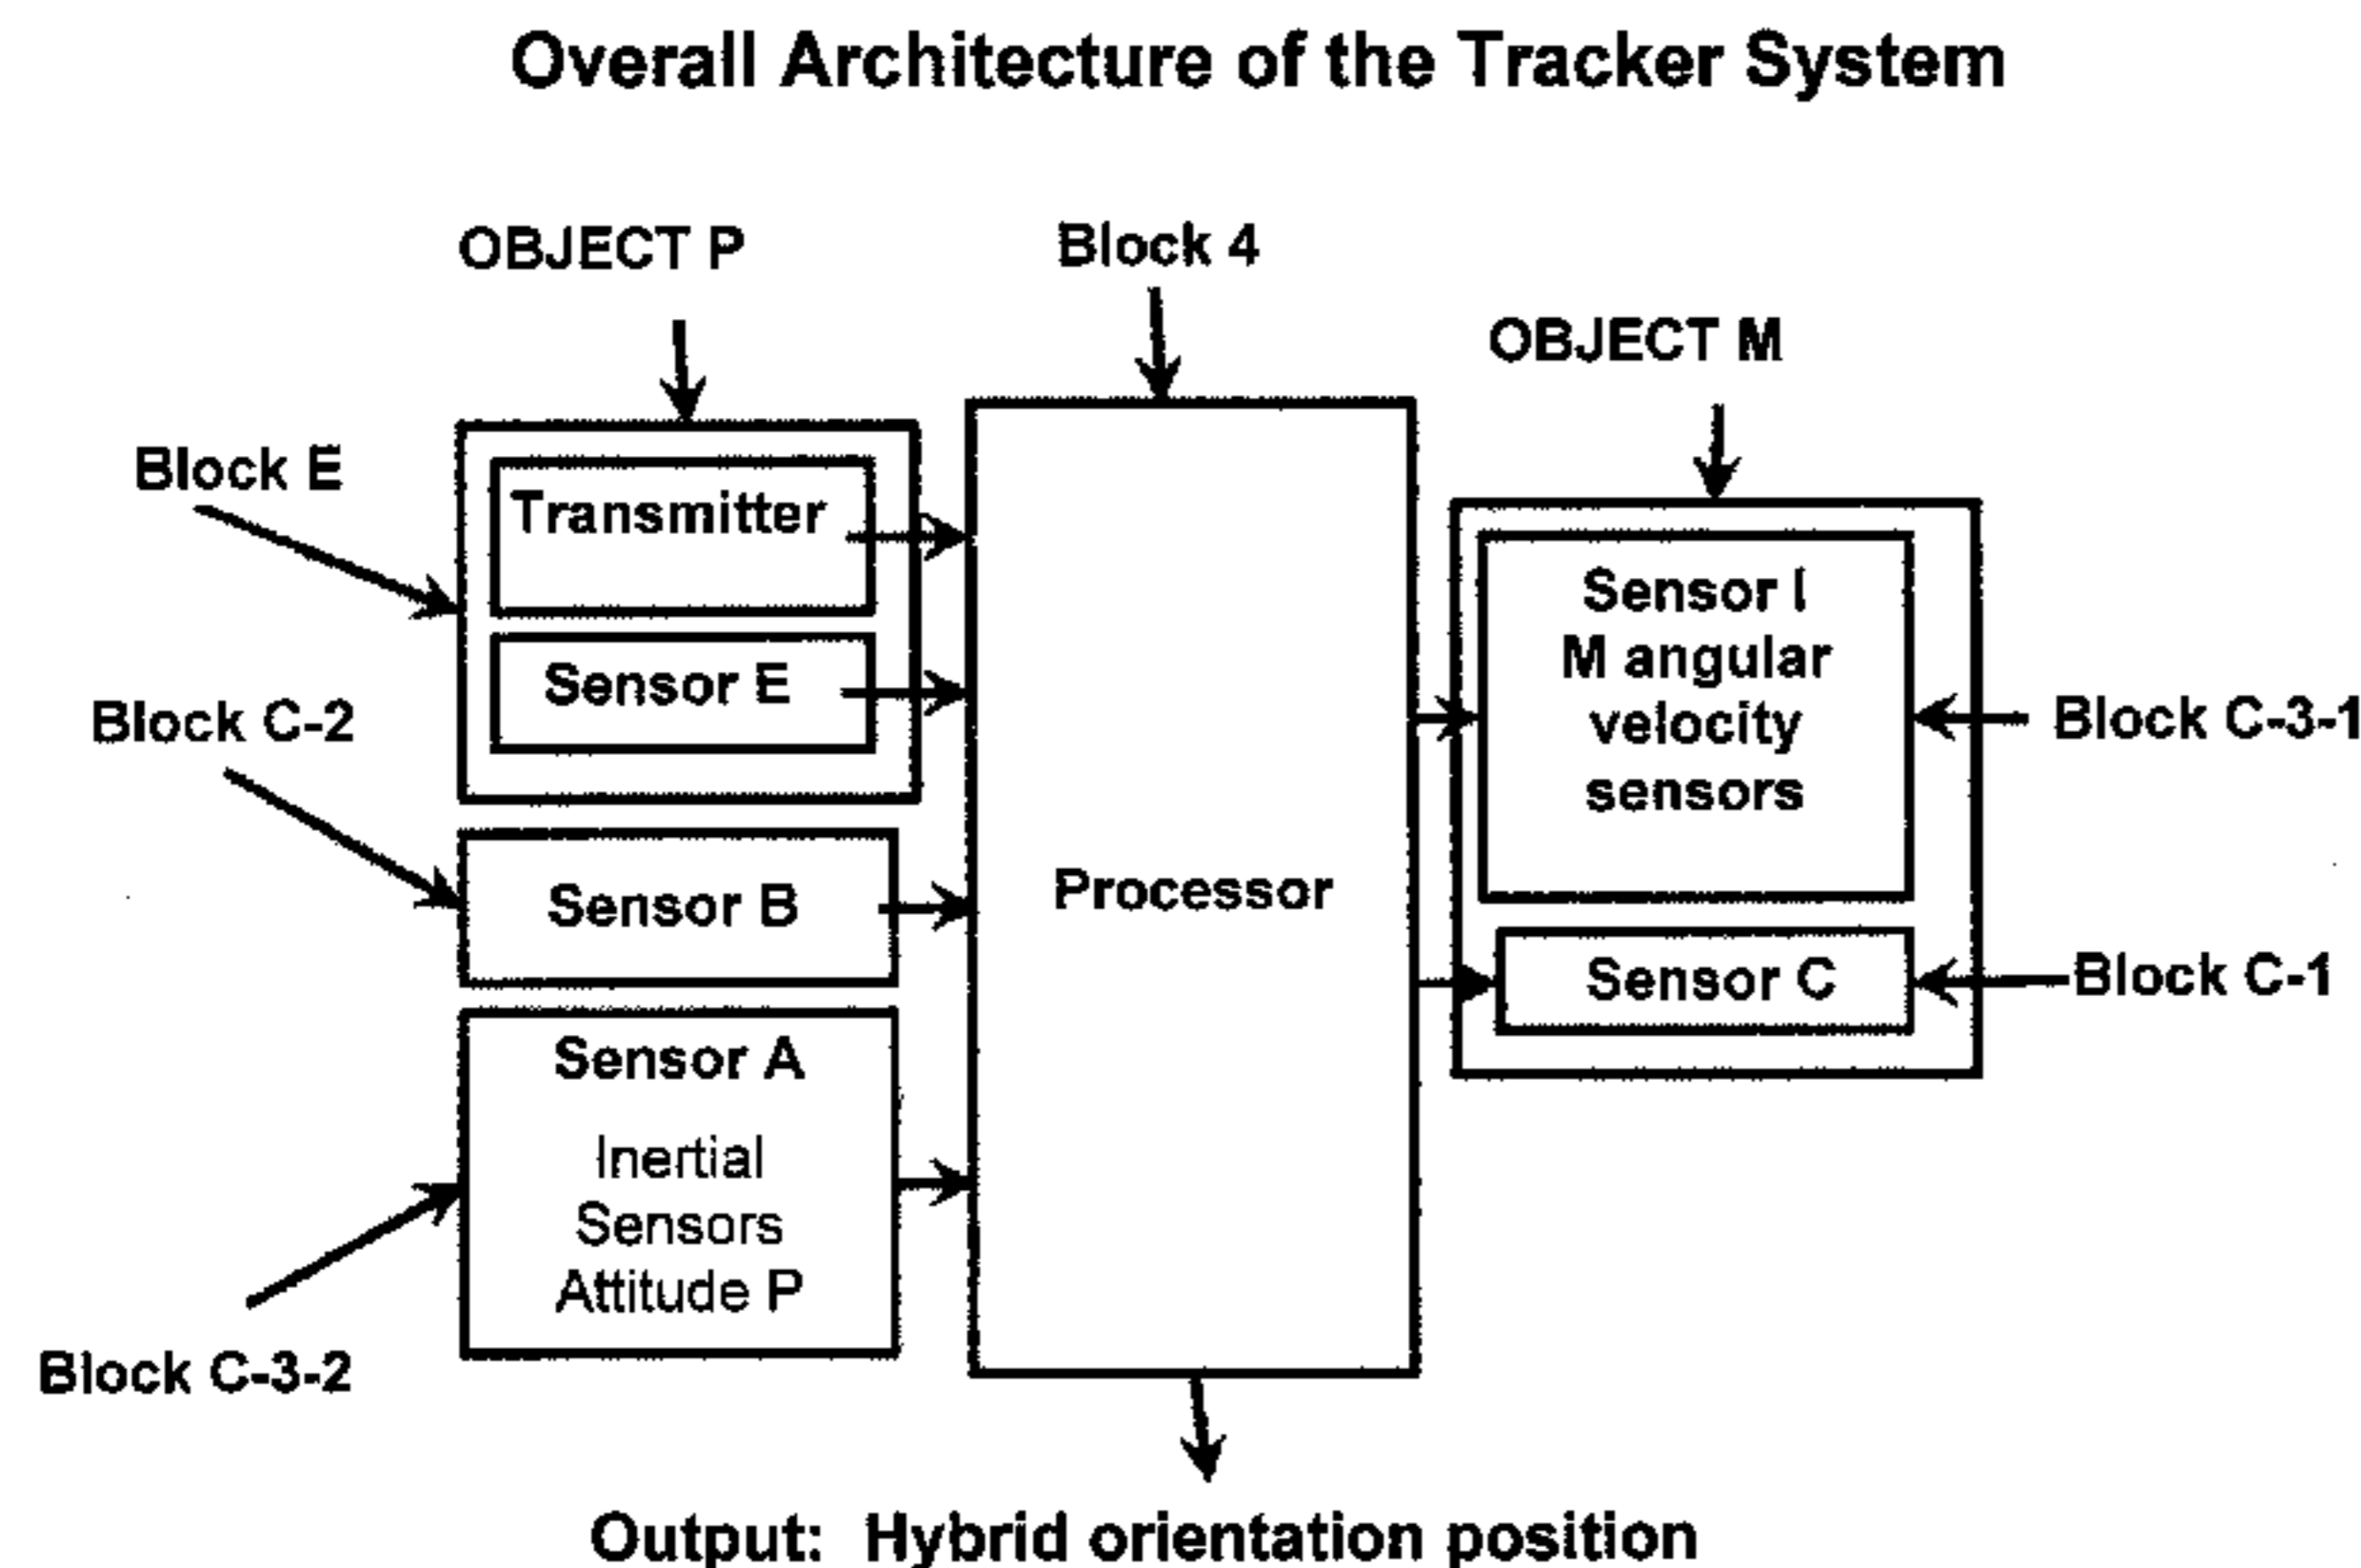 Overall Architecture of the Tracker System
OBJECT P
Block 4
OBJECT M
Block E
Transmitter
Sensor E
Block C-2
Sensor B
Sensor A
Inertial
Sensors
Attitude P
Block C-3-2
Processor
Sensor I
M angular
velocity
sensors
Block C-3-1
Sensor C
Block C-1
Output: Hybrid orientation position